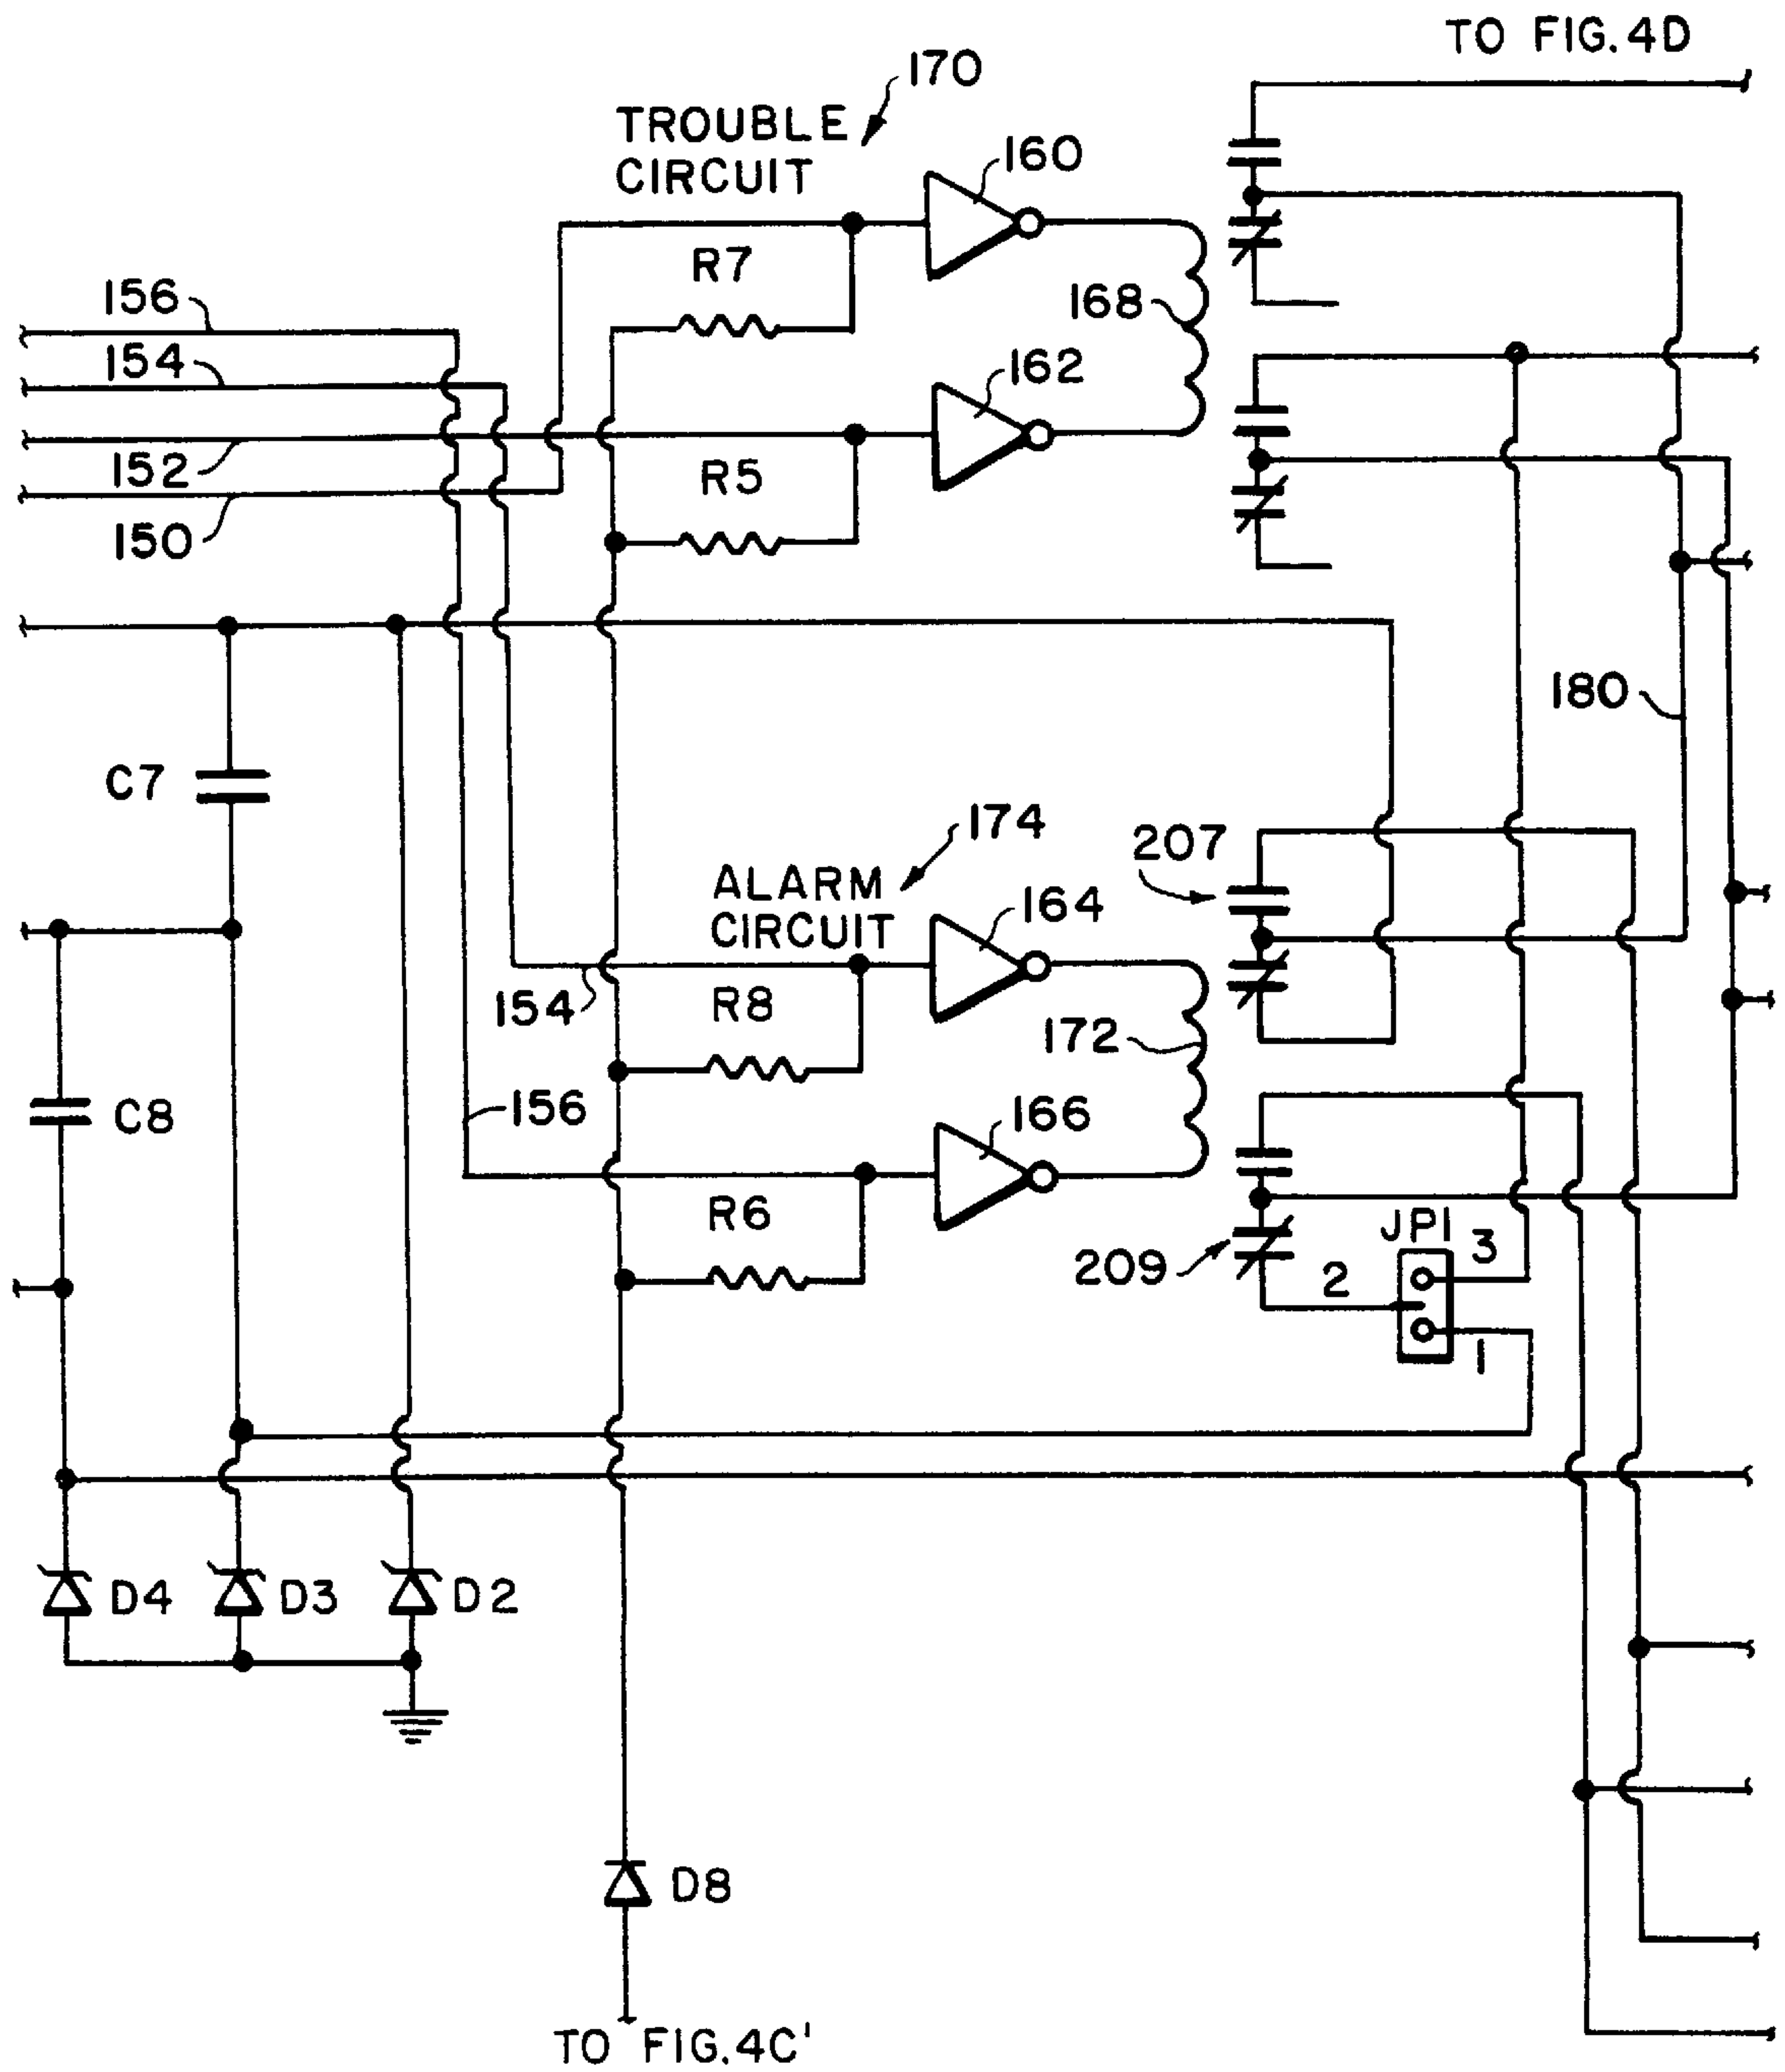 TO FIG.4D
170
TROUBLE
CIRCUIT
160
R7
156
168
154
162
152
R5
150
180
C7
174
207
ALARM
CIRCUIT
164
154
R8
172
C8
156
166
R6
JP1
3
209
2
1
D4
D3
D2
D8
TO FIG.4C'